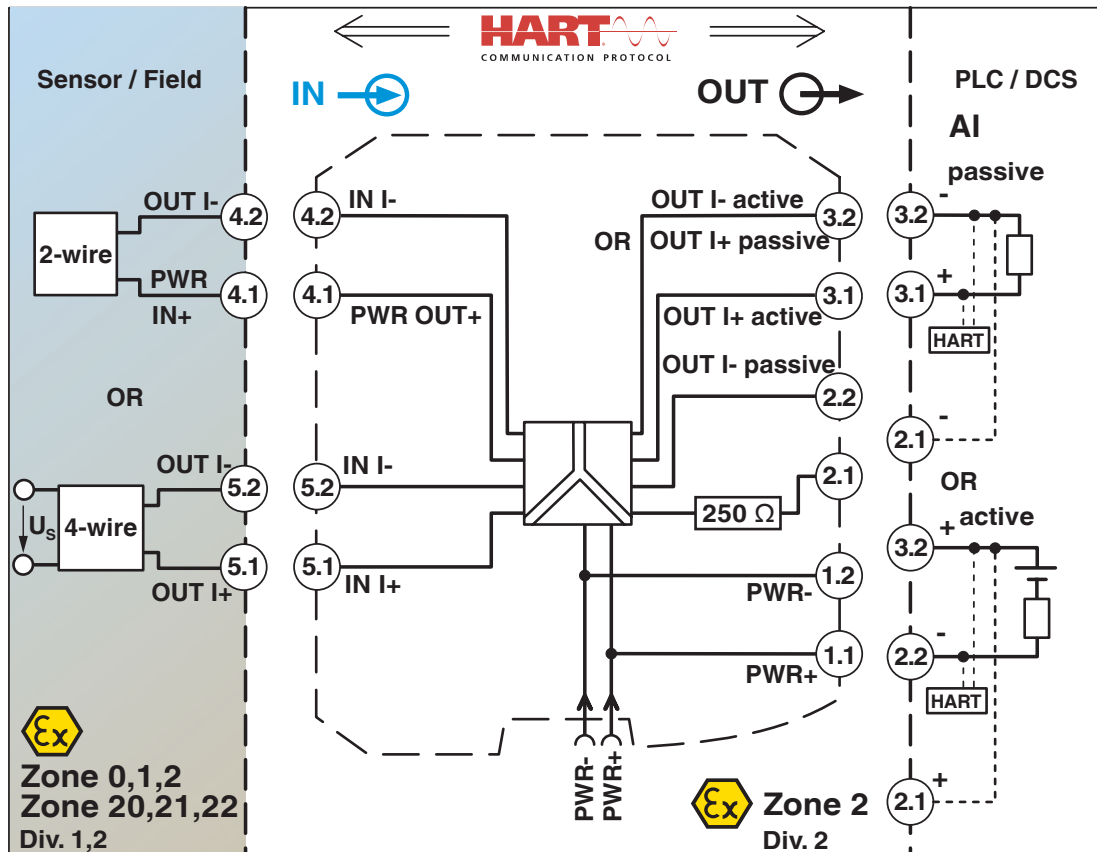 HART
COMMUNICATION PROTOCOL
Sensor / Field
IN
OUT
PLC / DCS
AI
passive
OUT I-
4.2
4.2
IN I-
OUT I- active
3.2
3.2
-
2-wire
OR
OUT I+ passive
PWR
4.1
IN+
4.1
PWR OUT+
3.1
OUT I+ active
3.1
+
HART
OUT I- passive
2.2
OR
2.1
-
OUT I-
5.2
5.2
IN I-
2.1
OR
active
US
4-wire
250 Ω
3.2
+
5.1
OUT I+
5.1
IN I+
1.2
PWR-
1.1
PWR+
2.2
-
HART
PWR-
PWR+
Ex
Zone 0,1,2
Zone 20,21,22
Div. 1,2
Ex
Zone 2
Div. 2
2.1
+